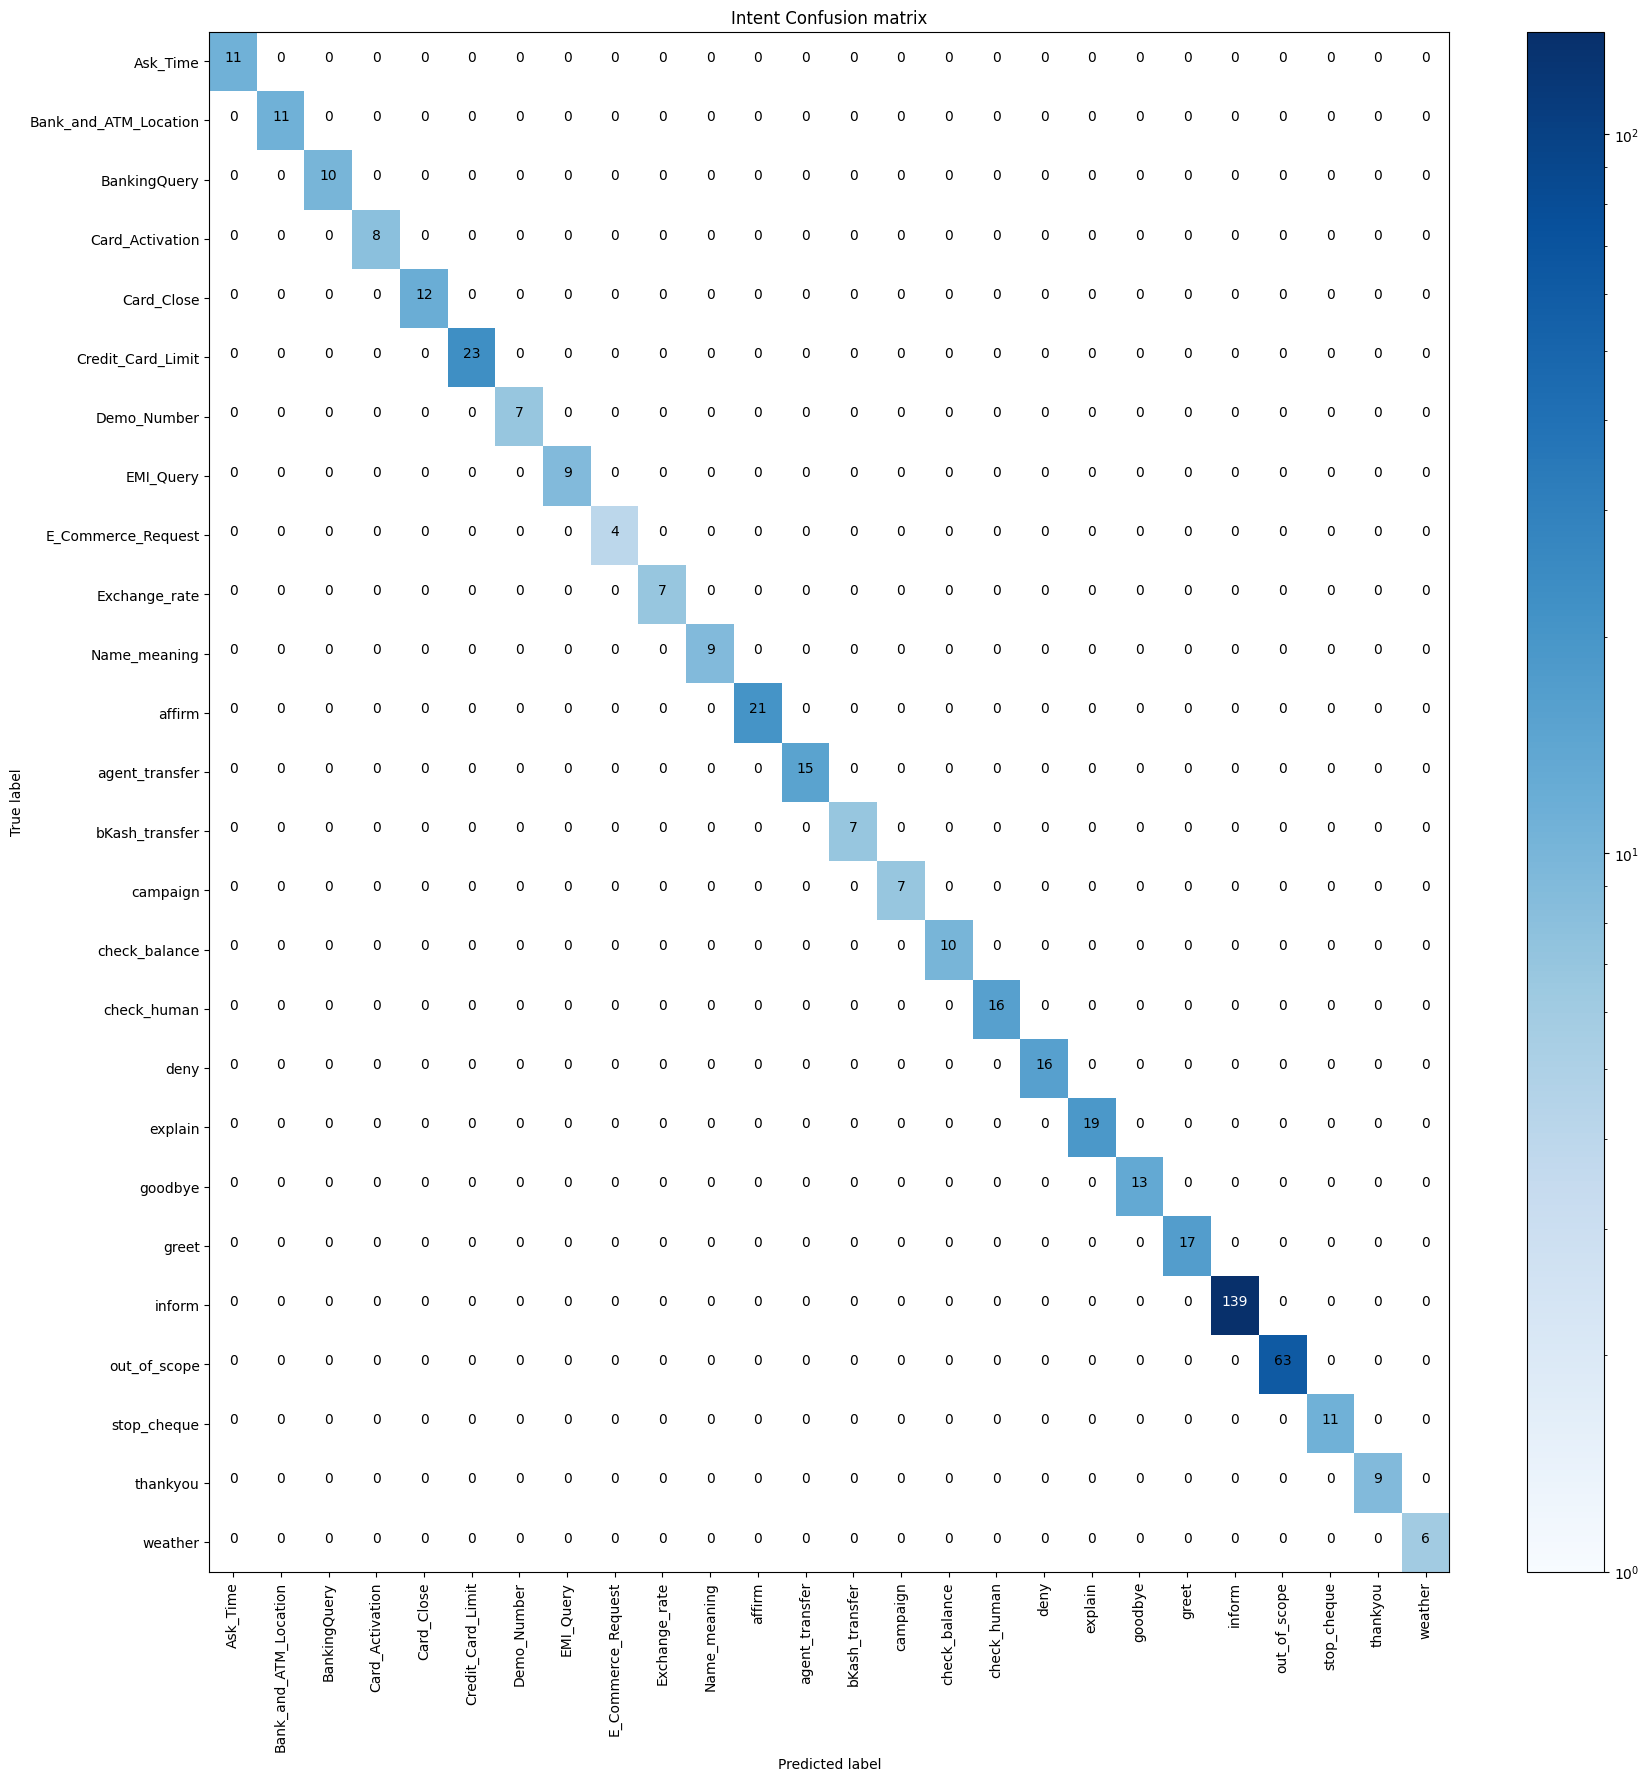 Intent Confusion matrix
Ask_Time 11 0 0 0 0 0 0 0 0 0 0 0 0 0 0 0 0 0 0 0 0 0 0 0 0 0
Bank_and_ATM_Location 0 11 0 0 0 0 0 0 0 0 0 0 0 0 0 0 0 0 0 0 0 0 0 0 0 0
BankingQuery 0 0 10 0 0 0 0 0 0 0 0 0 0 0 0 0 0 0 0 0 0 0 0 0 0 0
Card_Activation 0 0 0 8 0 0 0 0 0 0 0 0 0 0 0 0 0 0 0 0 0 0 0 0 0 0
Card_Close 0 0 0 0 12 0 0 0 0 0 0 0 0 0 0 0 0 0 0 0 0 0 0 0 0 0
Credit_Card_Limit 0 0 0 0 0 23 0 0 0 0 0 0 0 0 0 0 0 0 0 0 0 0 0 0 0 0
Demo_Number 0 0 0 0 0 0 7 0 0 0 0 0 0 0 0 0 0 0 0 0 0 0 0 0 0 0
EMI_Query 0 0 0 0 0 0 0 9 0 0 0 0 0 0 0 0 0 0 0 0 0 0 0 0 0 0
E_Commerce_Request 0 0 0 0 0 0 0 0 4 0 0 0 0 0 0 0 0 0 0 0 0 0 0 0 0 0
Exchange_rate 0 0 0 0 0 0 0 0 0 7 0 0 0 0 0 0 0 0 0 0 0 0 0 0 0 0
Name_meaning 0 0 0 0 0 0 0 0 0 0 9 0 0 0 0 0 0 0 0 0 0 0 0 0 0 0
affirm 0 0 0 0 0 0 0 0 0 0 0 21 0 0 0 0 0 0 0 0 0 0 0 0 0 0
agent_transfer 0 0 0 0 0 0 0 0 0 0 0 0 15 0 0 0 0 0 0 0 0 0 0 0 0 0
bKash_transfer 0 0 0 0 0 0 0 0 0 0 0 0 0 7 0 0 0 0 0 0 0 0 0 0 0 0
campaign 0 0 0 0 0 0 0 0 0 0 0 0 0 0 7 0 0 0 0 0 0 0 0 0 0 0
check_balance 0 0 0 0 0 0 0 0 0 0 0 0 0 0 0 10 0 0 0 0 0 0 0 0 0 0
check_human 0 0 0 0 0 0 0 0 0 0 0 0 0 0 0 0 16 0 0 0 0 0 0 0 0 0
deny 0 0 0 0 0 0 0 0 0 0 0 0 0 0 0 0 0 16 0 0 0 0 0 0 0 0
explain 0 0 0 0 0 0 0 0 0 0 0 0 0 0 0 0 0 0 19 0 0 0 0 0 0 0
goodbye 0 0 0 0 0 0 0 0 0 0 0 0 0 0 0 0 0 0 0 13 0 0 0 0 0 0
greet 0 0 0 0 0 0 0 0 0 0 0 0 0 0 0 0 0 0 0 0 17 0 0 0 0 0
inform 0 0 0 0 0 0 0 0 0 0 0 0 0 0 0 0 0 0 0 0 0 139 0 0 0 0
out_of_scope 0 0 0 0 0 0 0 0 0 0 0 0 0 0 0 0 0 0 0 0 0 0 63 0 0 0
stop_cheque 0 0 0 0 0 0 0 0 0 0 0 0 0 0 0 0 0 0 0 0 0 0 0 11 0 0
thankyou 0 0 0 0 0 0 0 0 0 0 0 0 0 0 0 0 0 0 0 0 0 0 0 0 9 0
weather 0 0 0 0 0 0 0 0 0 0 0 0 0 0 0 0 0 0 0 0 0 0 0 0 0 6
True label
Ask_Time
Bank_and_ATM_Location
BankingQuery
Card_Activation
Card_Close
Credit_Card_Limit
Demo_Number
EMI_Query
E_Commerce_Request
Exchange_rate
Name_meaning
affirm
agent_transfer
bKash_transfer
campaign
check_balance
check_human
deny
explain
goodbye
greet
inform
out_of_scope
stop_cheque
thankyou
weather
Predicted label
10²
10¹
10⁰